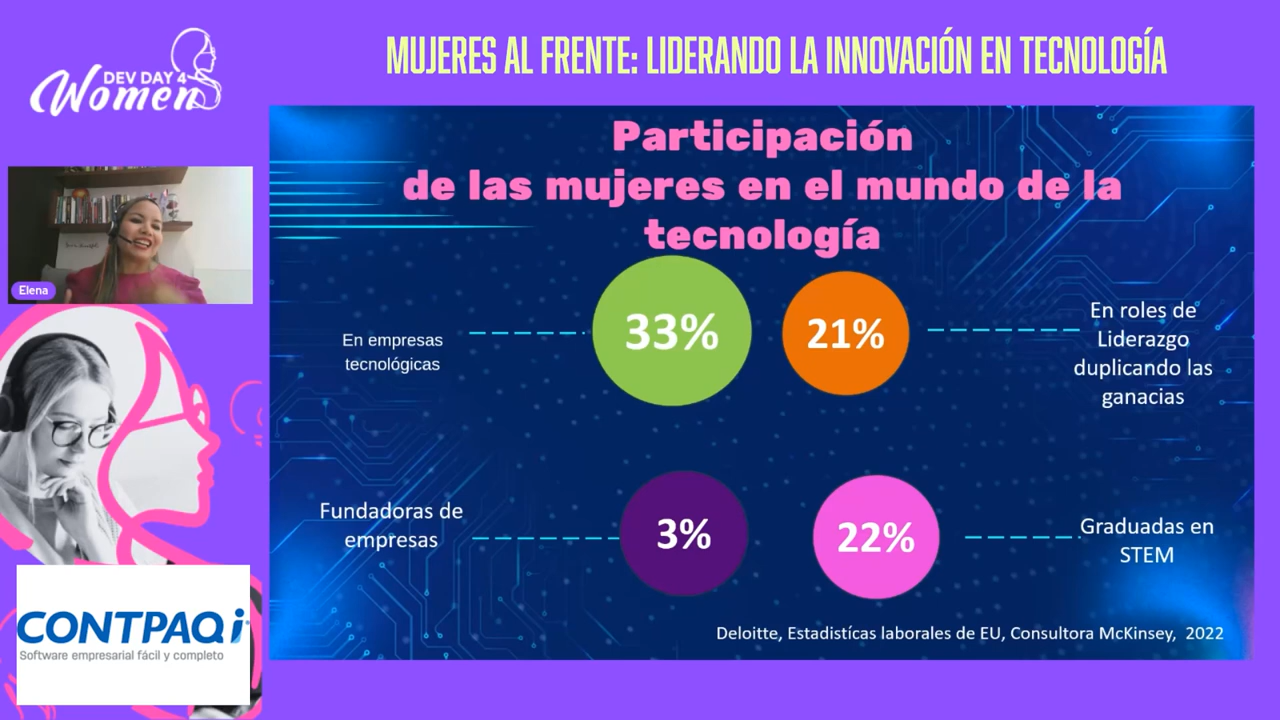 DEV DAY 4
Women
MUJERES AL FRENTE: LIDERANDO LA INNOVACIÓN EN TECNOLOGÍA
Elena
Participación
de las mujeres en el mundo de la
tecnología
En empresas
tecnológicas
33%
21%
En roles de
Liderazgo
duplicando las
ganacias
Fundadoras de
empresas
3%
22%
Graduadas en
STEM
Deloitte, Estadistícas laborales de EU, Consultora McKinsey, 2022
CONTPAQi
Software empresarial fácil y completo